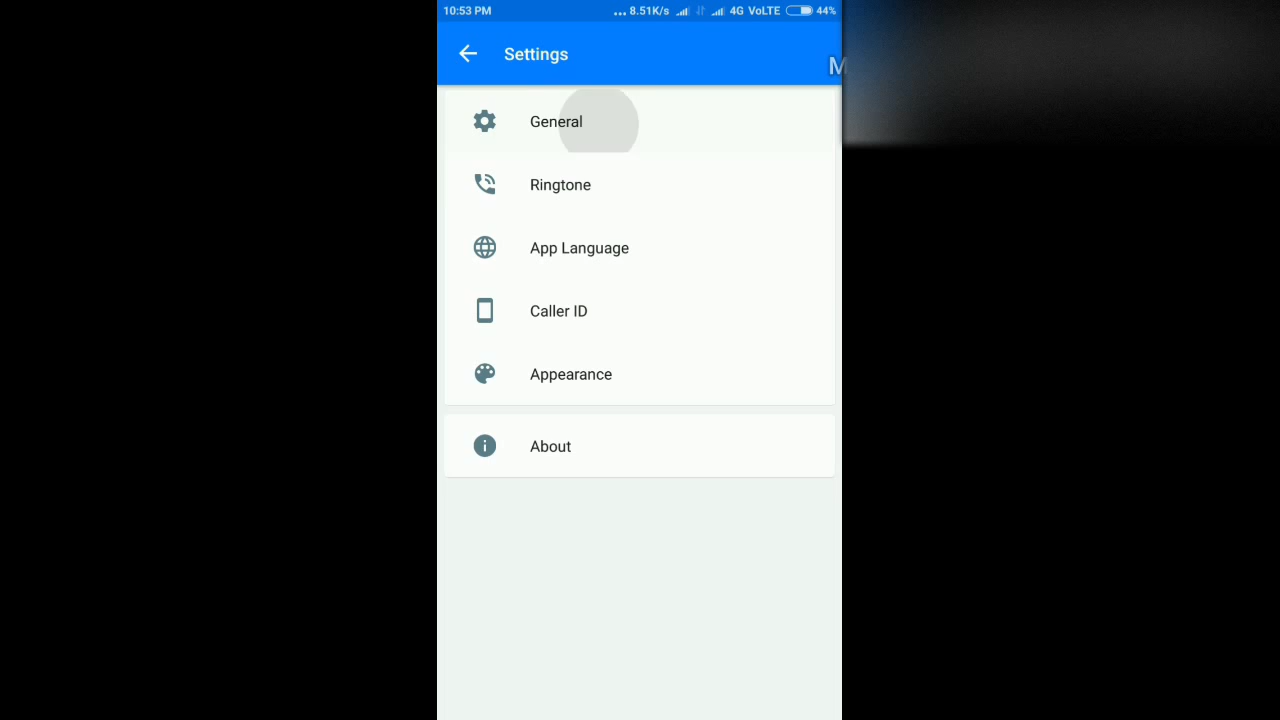 10:53 PM ... 8.51K/s 4G VoLTE 44%
Settings
M
General
Ringtone
App Language
Caller ID
Appearance
About